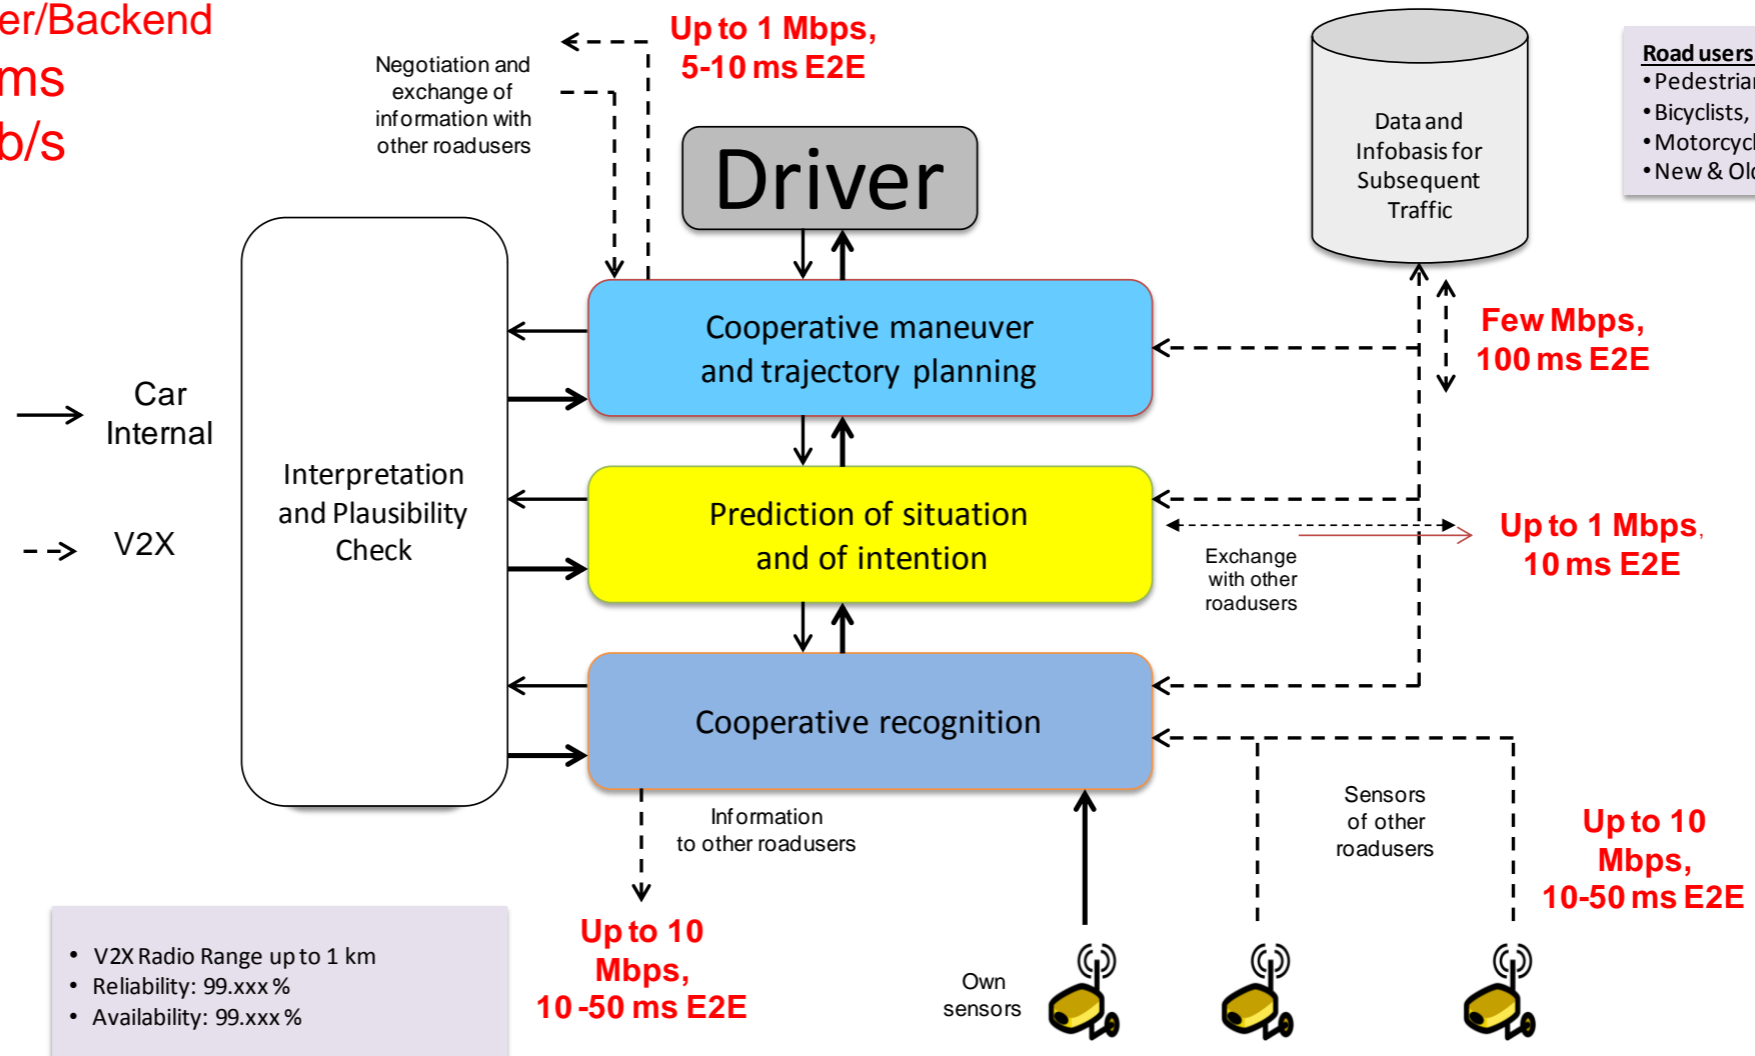 er/Backend
ms
b/s
Negotiation and
exchange of
information with
other roadusers
Up to 1 Mbps,
5-10 ms E2E
Driver
Data and
Infobasis for
Subsequent
Traffic
Road users
• Pedestrian
• Bicyclists,
• Motorcycl
• New & Old
Few Mbps,
100 ms E2E
Cooperative maneuver
and trajectory planning
Car
Internal
V2X
Interpretation
and Plausibility
Check
Prediction of situation
and of intention
Exchange
with other
roadusers
Up to 1 Mbps,
10 ms E2E
Cooperative recognition
Information
to other roadusers
Up to 10
Mbps,
10 -50 ms E2E
Sensors
of other
roadusers
Up to 10
Mbps,
10-50 ms E2E
• V2X Radio Range up to 1 km
• Reliability: 99.xxx %
• Availability: 99.xxx %
Own
sensors